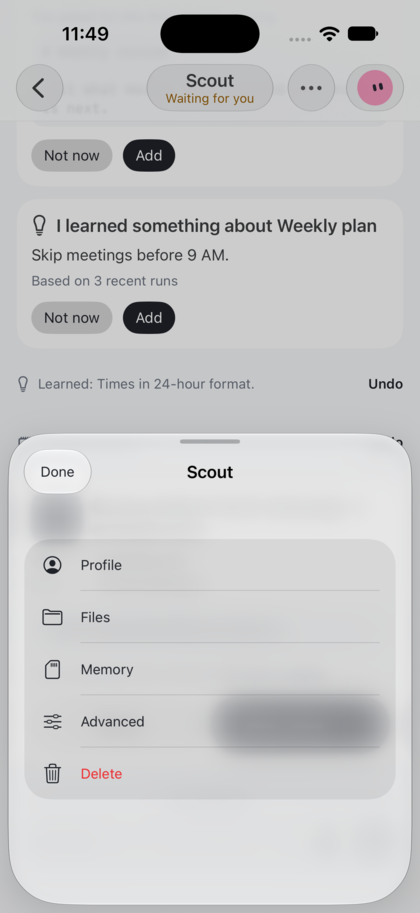 11:49
Scout
Waiting for you
next.
Not now
Add
I learned something about Weekly plan
Skip meetings before 9 AM.
Based on 3 recent runs
Not now
Add
Learned: Times in 24-hour format.
Undo
Done
Scout
Profile
Files
Memory
Advanced
Delete